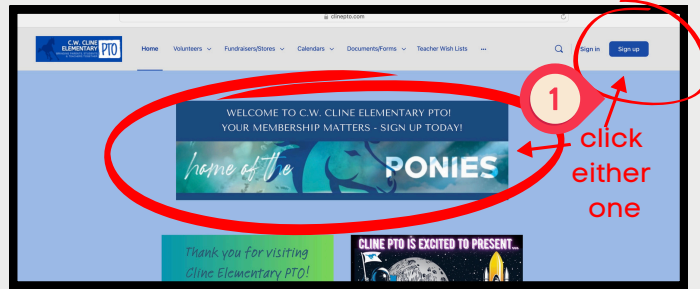 clinepto.com
C.W. CLINE
ELEMENTARY PTO
Home Volunteers Fundraisers/Stores Calendars Documents/Forms Teacher Wish Lists ... Sign in Sign up
WELCOME TO C.W. CLINE ELEMENTARY PTO!
YOUR MEMBERSHIP MATTERS - SIGN UP TODAY!
home of the PONIES
1
click
either
one
Thank you for visiting
Cline Elementary PTO!
CLINE PTO IS EXCITED TO PRESENT...